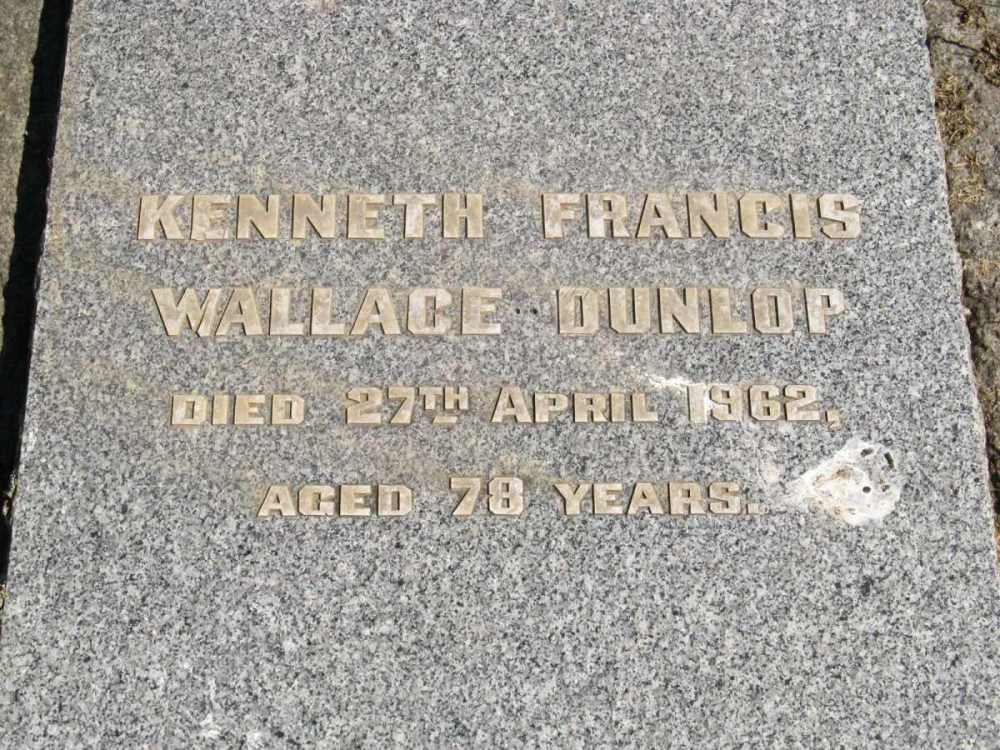 KENNETH FRANCIS
WALLACE DUNLOP
DIED 27TH APRIL 1962,
AGED 78 YEARS.